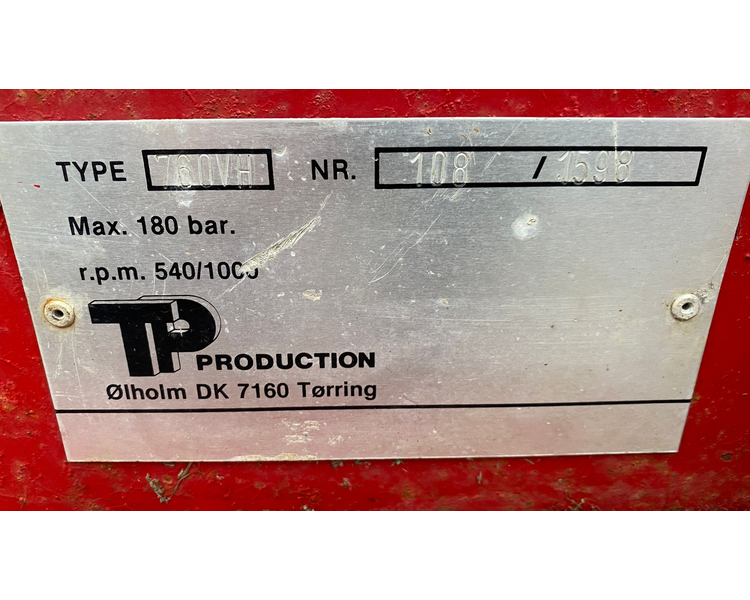 TYPE 760VH NR. 108 / 1598
Max. 180 bar.
r.p.m. 540/1000
TP PRODUCTION
Ølholm DK 7160 Tørring